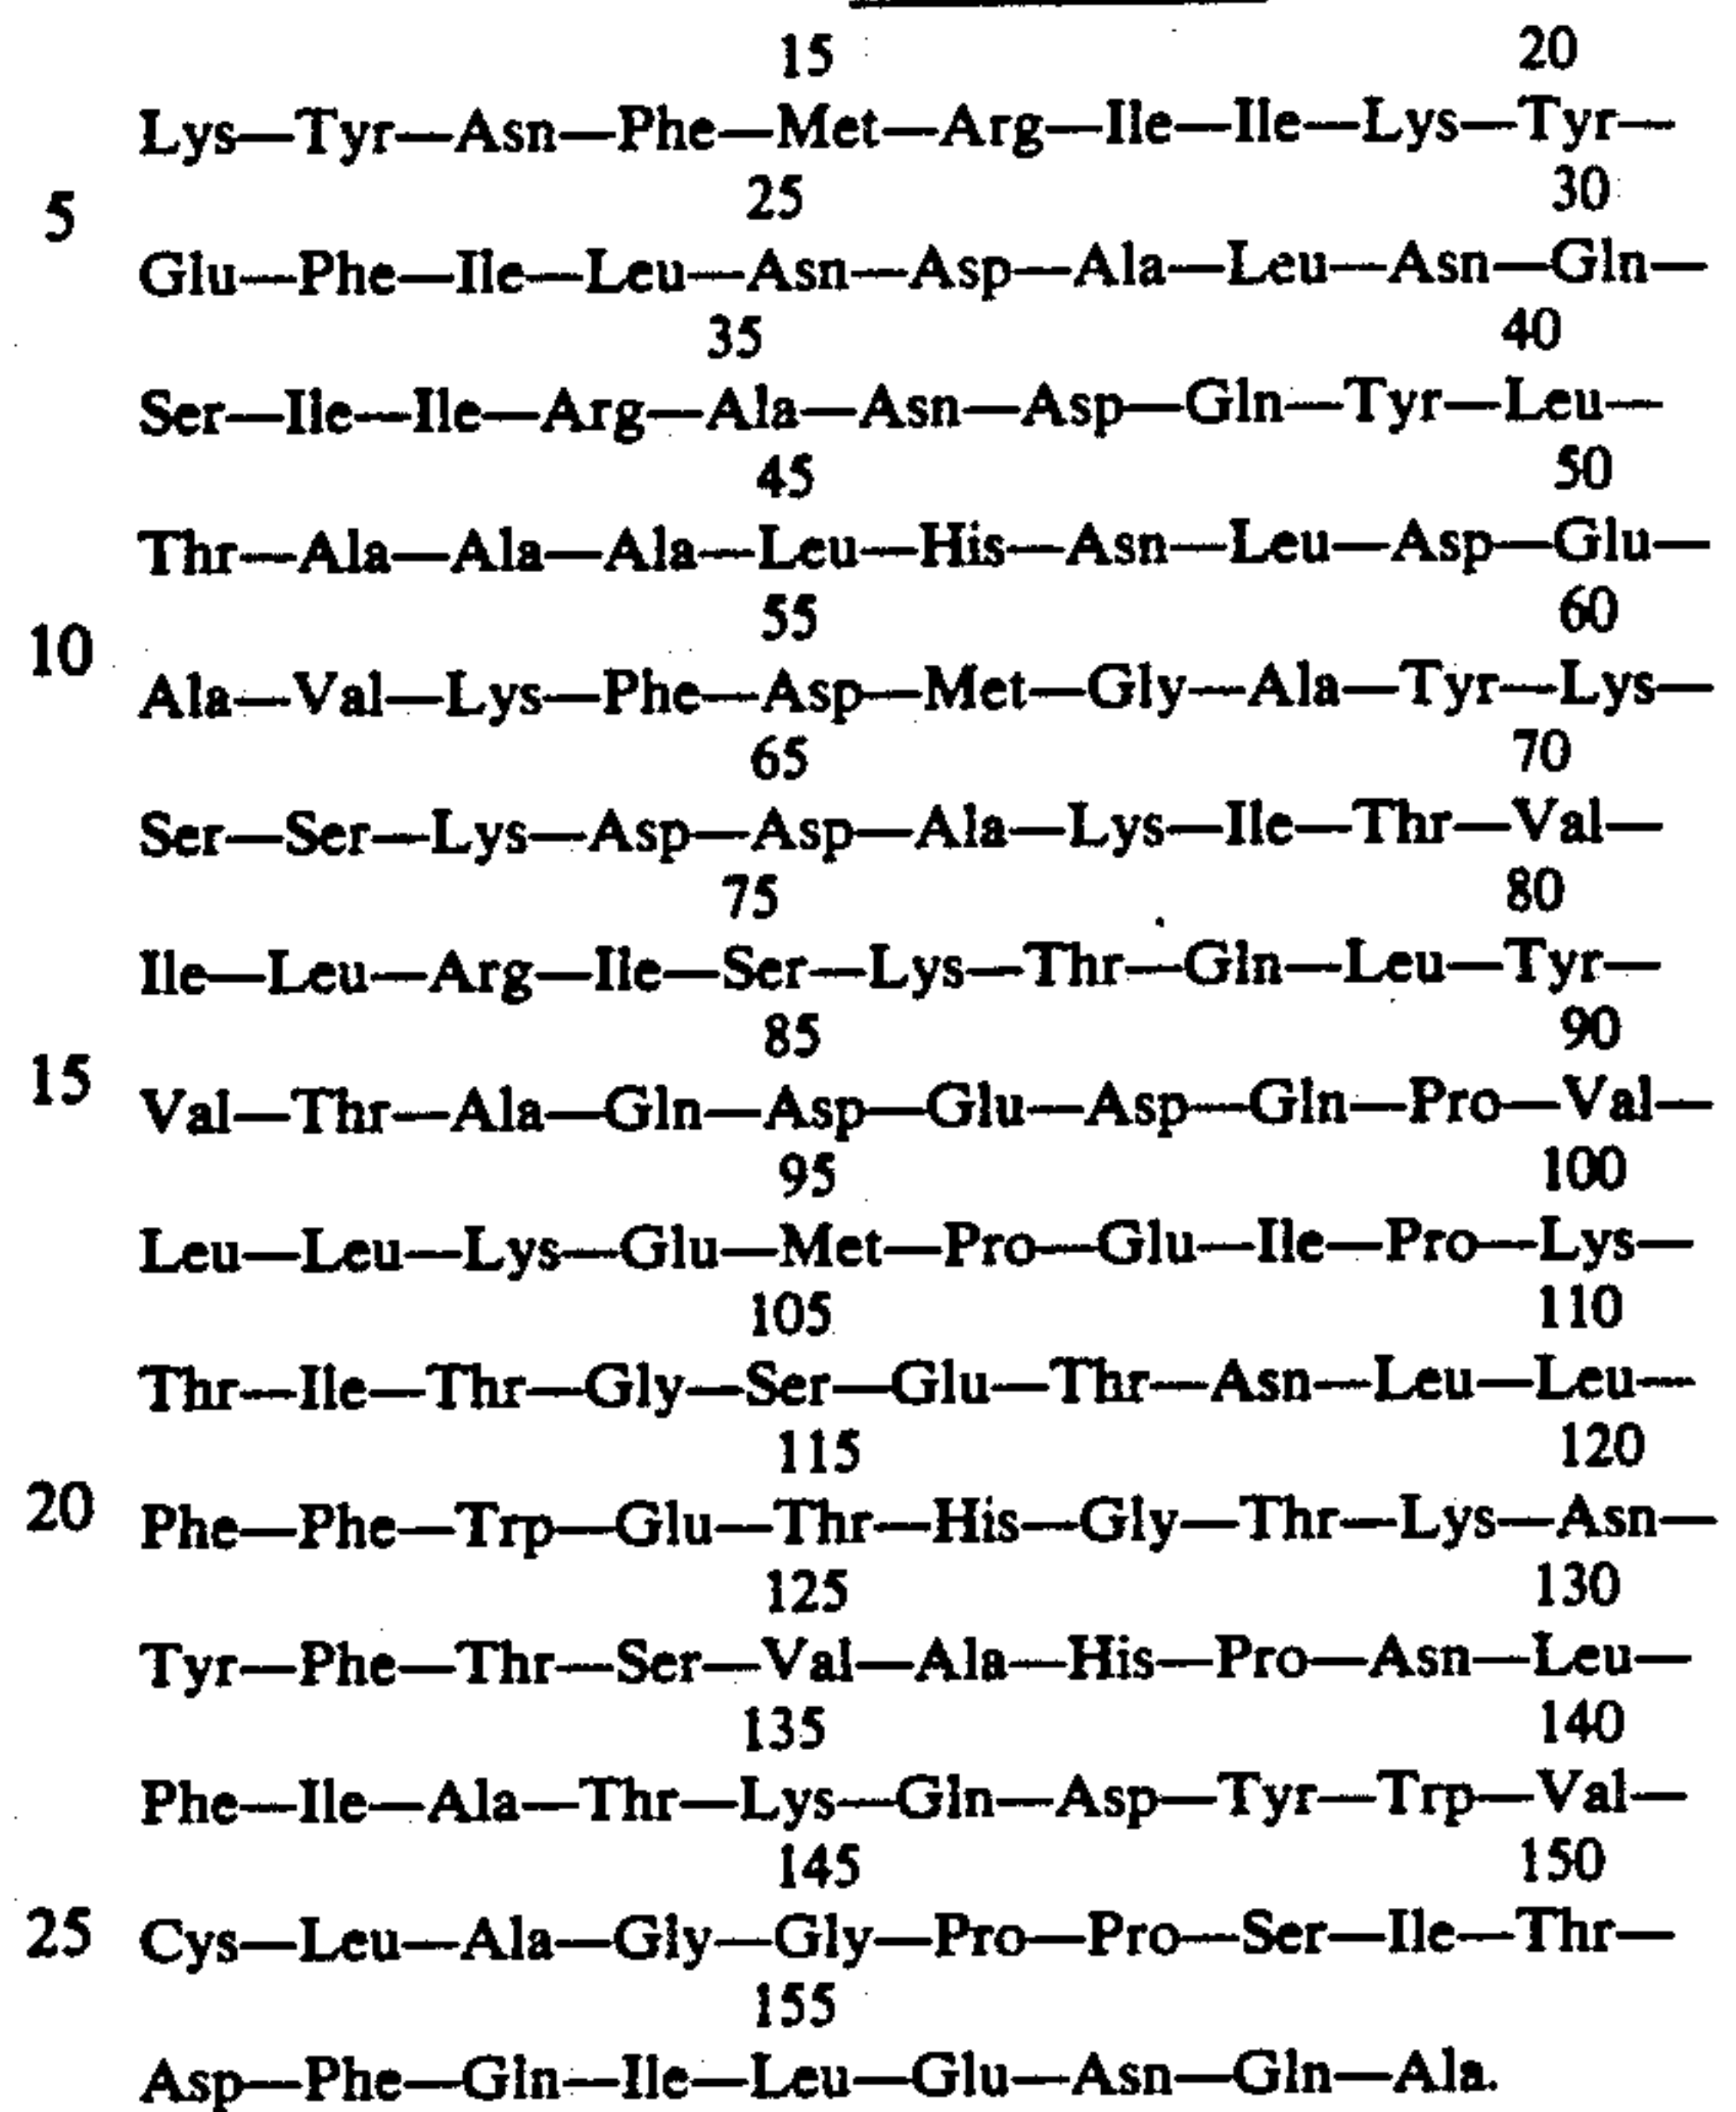 15 20
Lys—Tyr—Asn—Phe—Met—Arg—Ile—Ile—Lys—Tyr—
25 30
5
Glu—Phe—Ile—Leu—Asn—Asp—Ala—Leu—Asn—Gln—
35 40
Ser—Ile—Ile—Arg—Ala—Asn—Asp—Gln—Tyr—Leu—
45 50
Thr—Ala—Ala—Ala—Leu—His—Asn—Leu—Asp—Glu—
55 60
10
Ala—Val—Lys—Phe—Asp—Met—Gly—Ala—Tyr—Lys—
65 70
Ser—Ser—Lys—Asp—Asp—Ala—Lys—Ile—Thr—Val—
75 80
Ile—Leu—Arg—Ile—Ser—Lys—Thr—Gln—Leu—Tyr—
85 90
15 Val—Thr—Ala—Gln—Asp—Glu—Asp—Gln—Pro—Val—
95 100
Leu—Leu—Lys—Glu—Met—Pro—Glu—Ile—Pro—Lys—
105 110
Thr—Ile—Thr—Gly—Ser—Glu—Thr—Asn—Leu—Leu—
115 120
20 Phe—Phe—Trp—Glu—Thr—His—Gly—Thr—Lys—Asn—
125 130
Tyr—Phe—Thr—Ser—Val—Ala—His—Pro—Asn—Leu—
135 140
Phe—Ile—Ala—Thr—Lys—Gln—Asp—Tyr—Trp—Val—
145 150
25 Cys—Leu—Ala—Gly—Gly—Pro—Pro—Ser—Ile—Thr—
155
Asp—Phe—Gln—Ile—Leu—Glu—Asn—Gln—Ala.